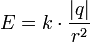 E = k · |q| / r²